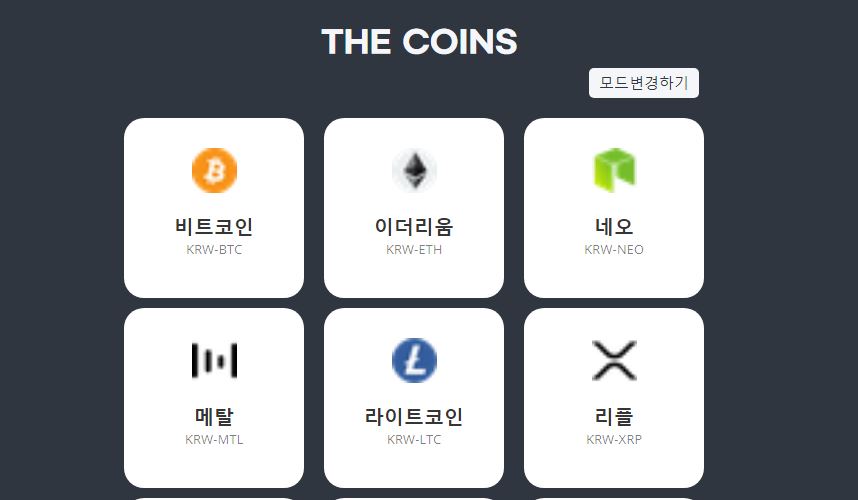 THE COINS
모드변경하기
비트코인
KRW-BTC
이더리움
KRW-ETH
네오
KRW-NEO
메탈
KRW-MTL
라이트코인
KRW-LTC
리플
KRW-XRP